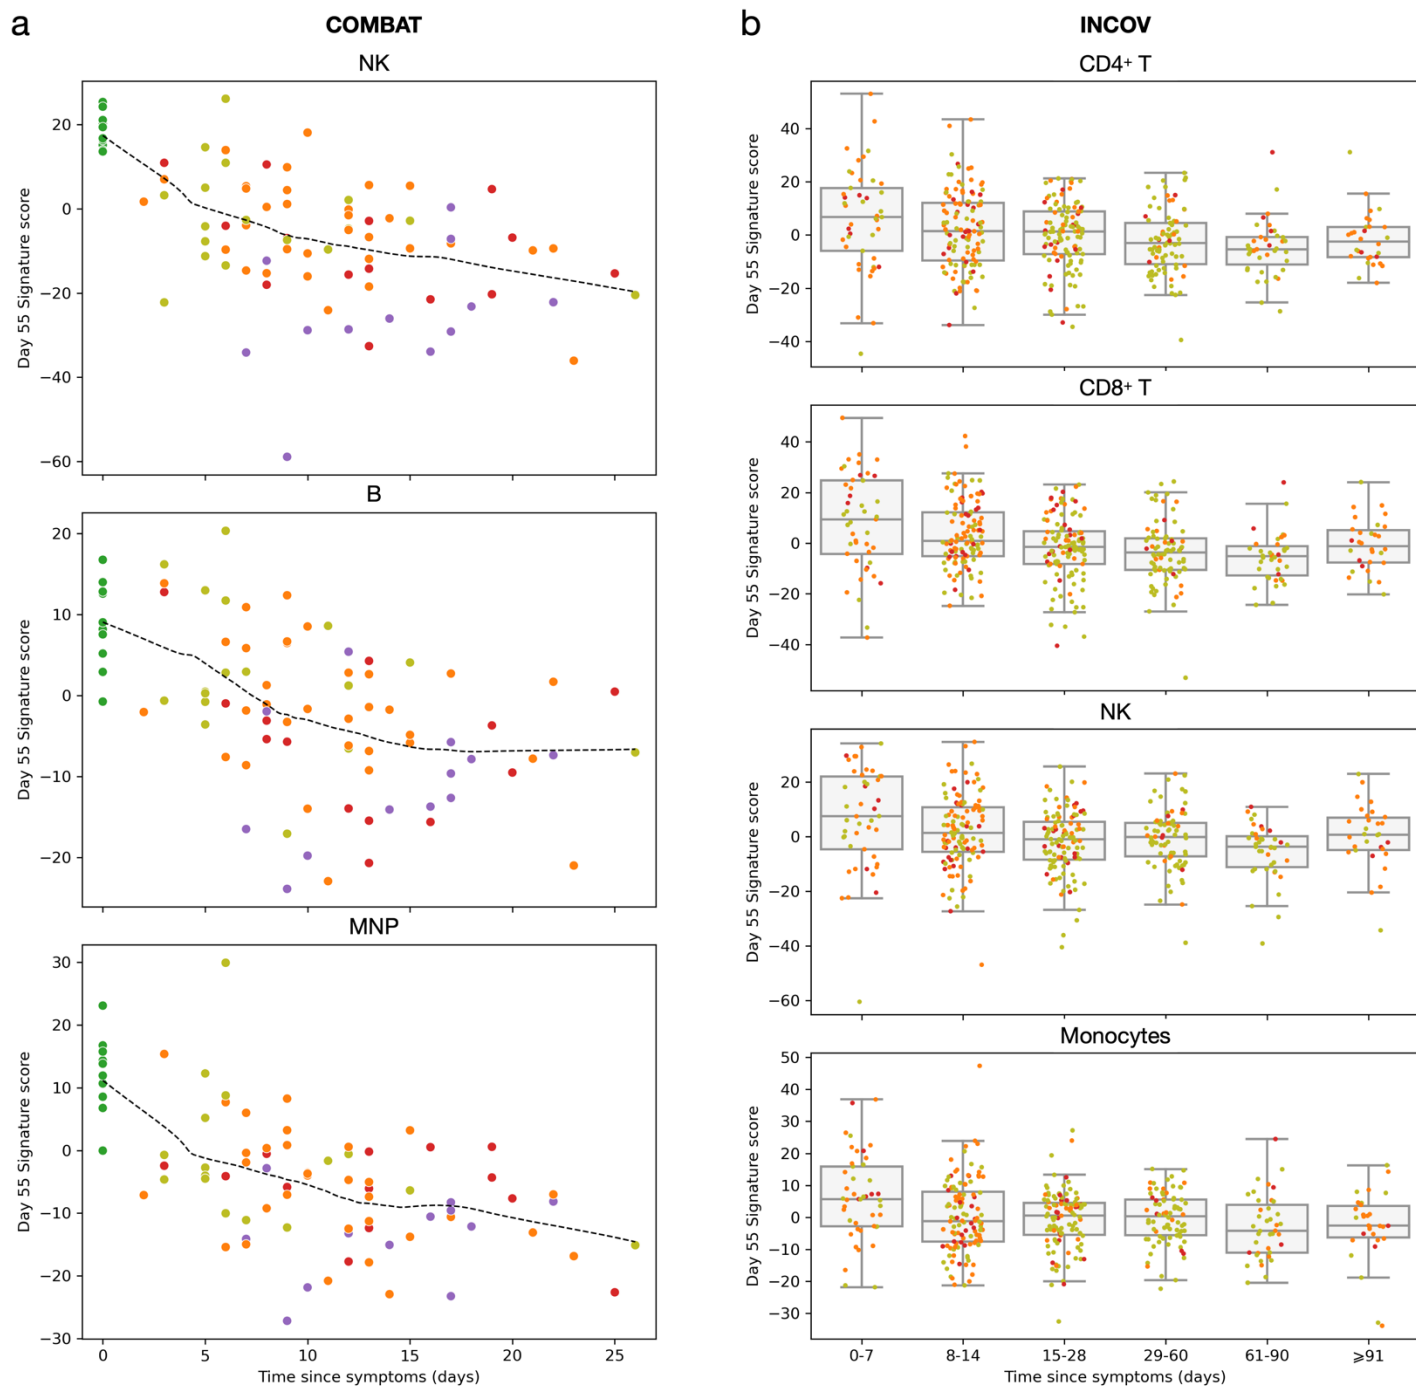 a
COMBAT
NK
Day 55 Signature score
20
0
−20
−40
−60
B
Day 55 Signature score
20
10
0
−10
−20
MNP
Day 55 Signature score
30
20
10
0
−10
−20
−30
0 5 10 15 20 25
Time since symptoms (days)
b
INCOV
CD4⁺ T
Day 55 Signature score
40
20
0
−20
−40
CD8⁺ T
Day 55 Signature score
40
20
0
−20
−40
NK
Day 55 Signature score
20
0
−20
−40
−60
Monocytes
Day 55 Signature score
50
40
30
20
10
0
−10
−20
−30
0-7 8-14 15-28 29-60 61-90 ⩾91
Time since symptoms (days)